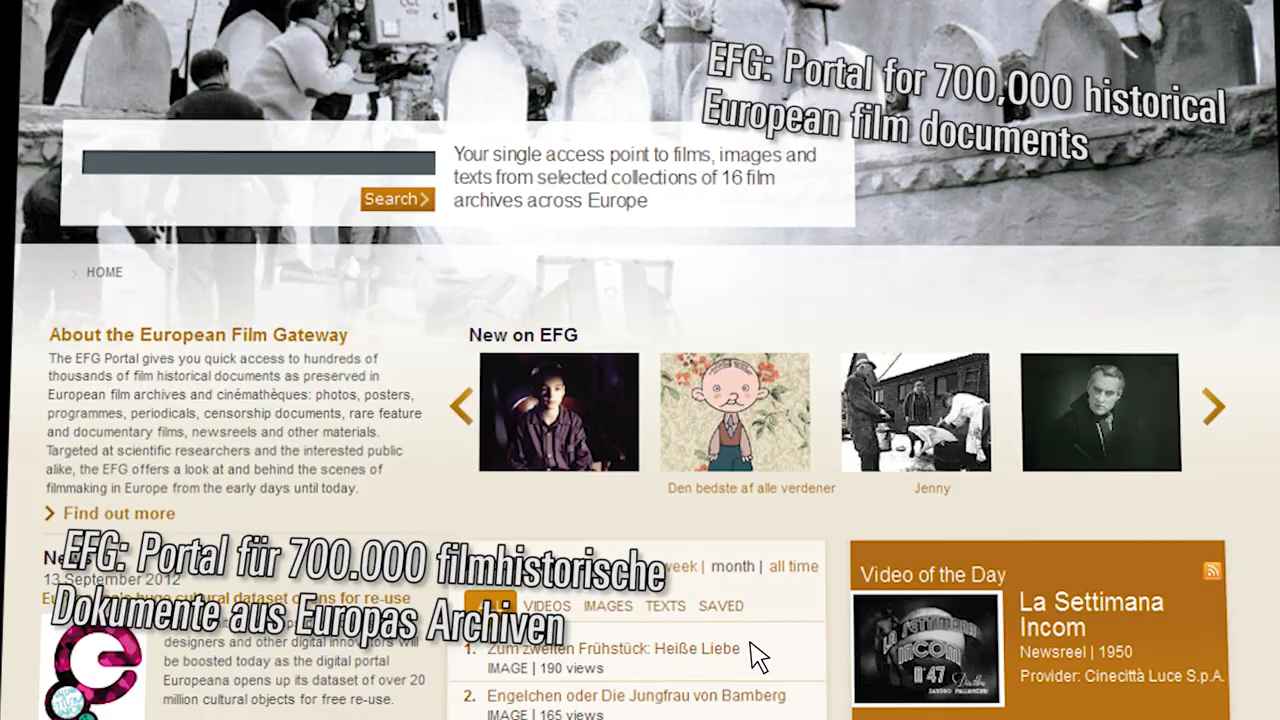 EFG: Portal for 700,000 historical
European film documents
Your single access point to films, images and
texts from selected collections of 16 film
archives across Europe
Search
HOME
About the European Film Gateway
The EFG Portal gives you quick access to hundreds of
thousands of film historical documents as preserved in
European film archives and cinémathèques: photos, posters,
programmes, periodicals, censorship documents, rare feature
and documentary films, newsreels and other materials.
Targeted at scientific researchers and the interested public
alike, the EFG offers a look at and behind the scenes of
filmmaking in Europe from the early days until today.
Find out more
New on EFG
Den bedste af alle verdener
Jenny
EFG: Portal für 700.000 filmhistorische
Dokumente aus Europas Archiven
13 September 2012
cultural dataset opens for re-use
designers and other digital innovators will
be boosted today as the digital portal
Europeana opens up its dataset of over 20
million cultural objects for free re-use.
week | month | all time
VIDEOS IMAGES TEXTS SAVED
1. Zum zweiten Frühstück: Heiße Liebe
IMAGE | 190 views
2. Engelchen oder Die Jungfrau von Bamberg
IMAGE | 165 views
Video of the Day
LA SETTIMANA
INCOM
N° 47
La Settimana
Incom
Newsreel | 1950
Provider: Cinecittà Luce S.p.A.